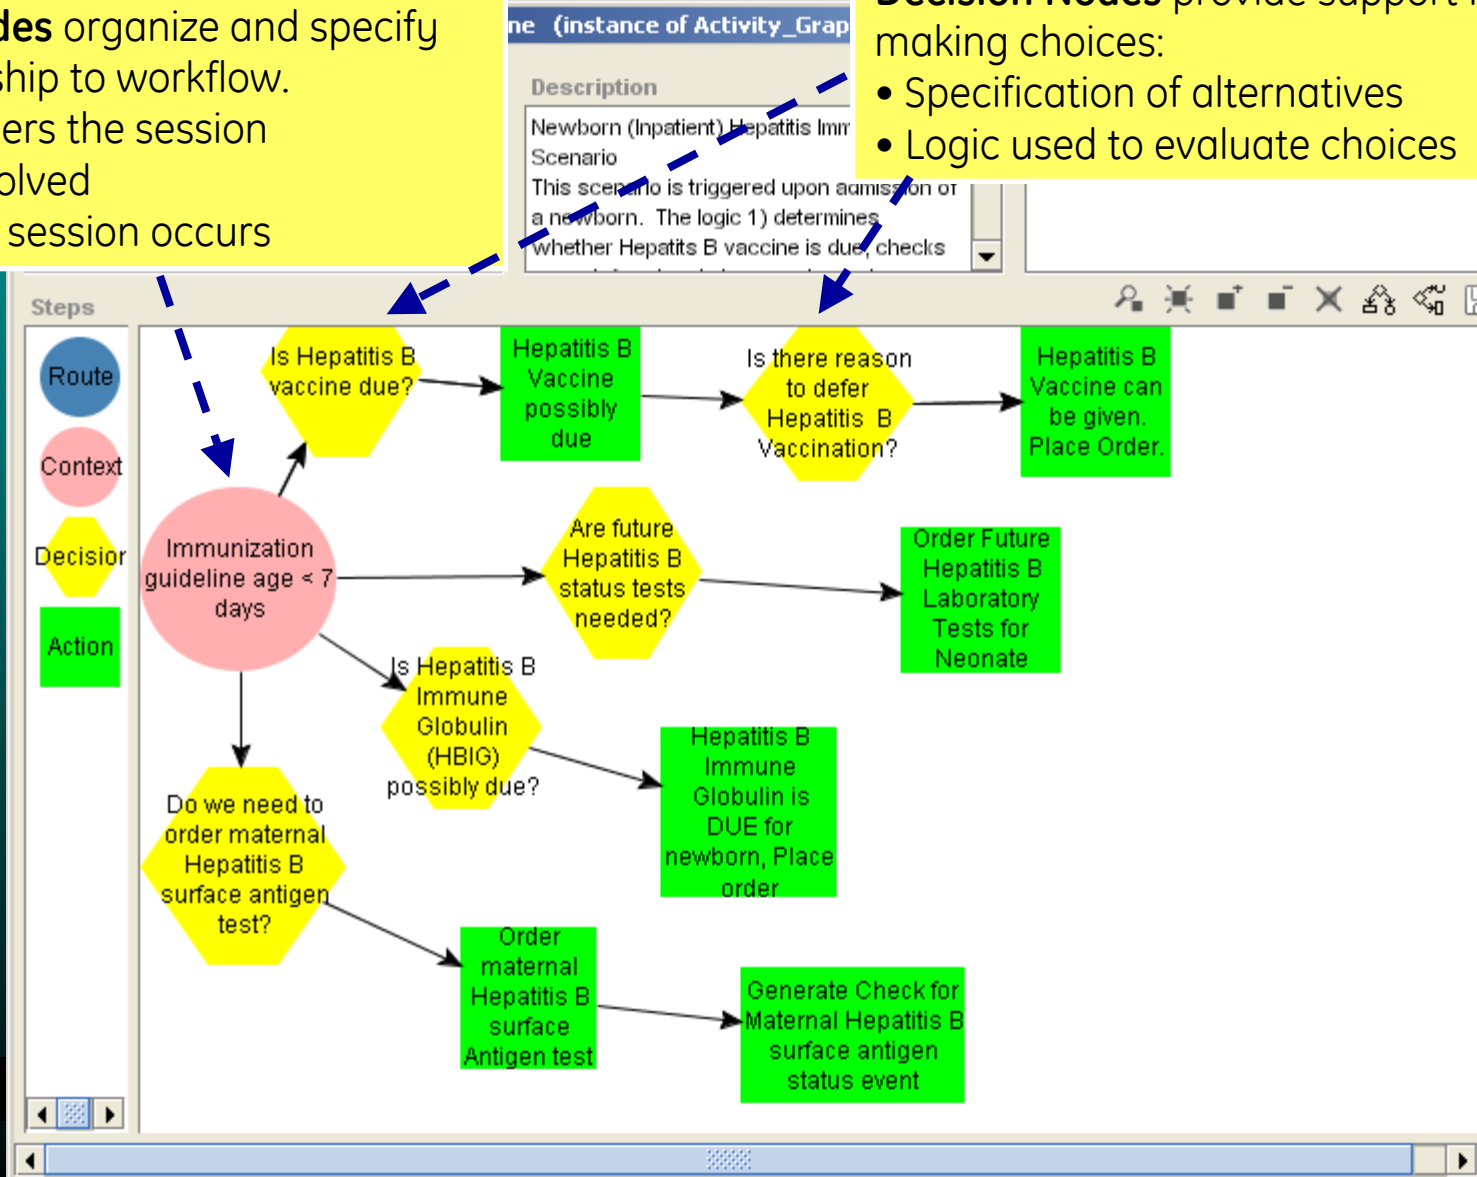 des organize and specify
ship to workflow.
ers the session
olved
session occurs
ne (instance of Activity_Grap
Decision Nodes provide support
making choices:
• Specification of alternatives
• Logic used to evaluate choices
Description
Newborn (Inpatient) Hepatitis Imm
Scenario
This scenario is triggered upon admission of
a newborn. The logic 1) determines
whether Hepatits B vaccine is due, checks
Steps
Route
Context
Decision
Action
Is Hepatitis B
vaccine due?
Hepatitis B
Vaccine
possibly
due
Is there reason
to defer
Hepatitis B
Vaccination?
Hepatitis B
Vaccine can
be given.
Place Order.
Immunization
guideline age < 7
days
Are future
Hepatitis B
status tests
needed?
Order Future
Hepatitis B
Laboratory
Tests for
Neonate
Is Hepatitis B
Immune
Globulin
(HBIG)
possibly due?
Hepatitis B
Immune
Globulin is
DUE for
newborn, Place
order
Do we need to
order maternal
Hepatitis B
surface antigen
test?
Order
maternal
Hepatitis B
surface
Antigen test
Generate Check for
Maternal Hepatitis B
surface antigen
status event